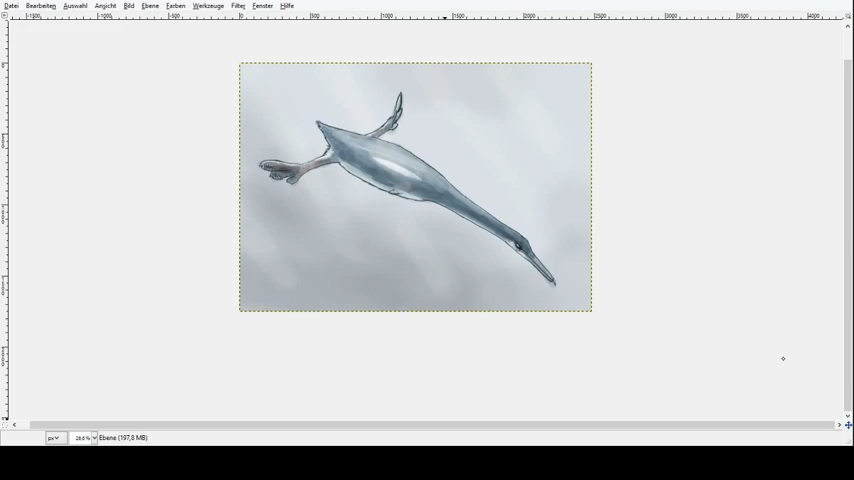 Datei Bearbeiten Auswahl Ansicht Bild Ebene Farben Werkzeuge Filter Fenster Hilfe
-1500 -1000 -500 0 500 1000 1500 2000 2500 3000 3500 4000
px 26,6 % Ebene (197,8 MB)